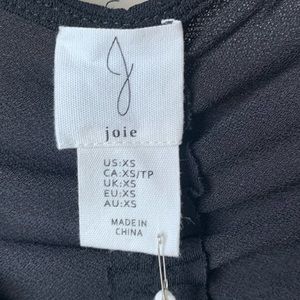 J
joie
US:XS
CA:XS/TP
UK:XS
EU:XS
AU:XS
MADE IN
CHINA